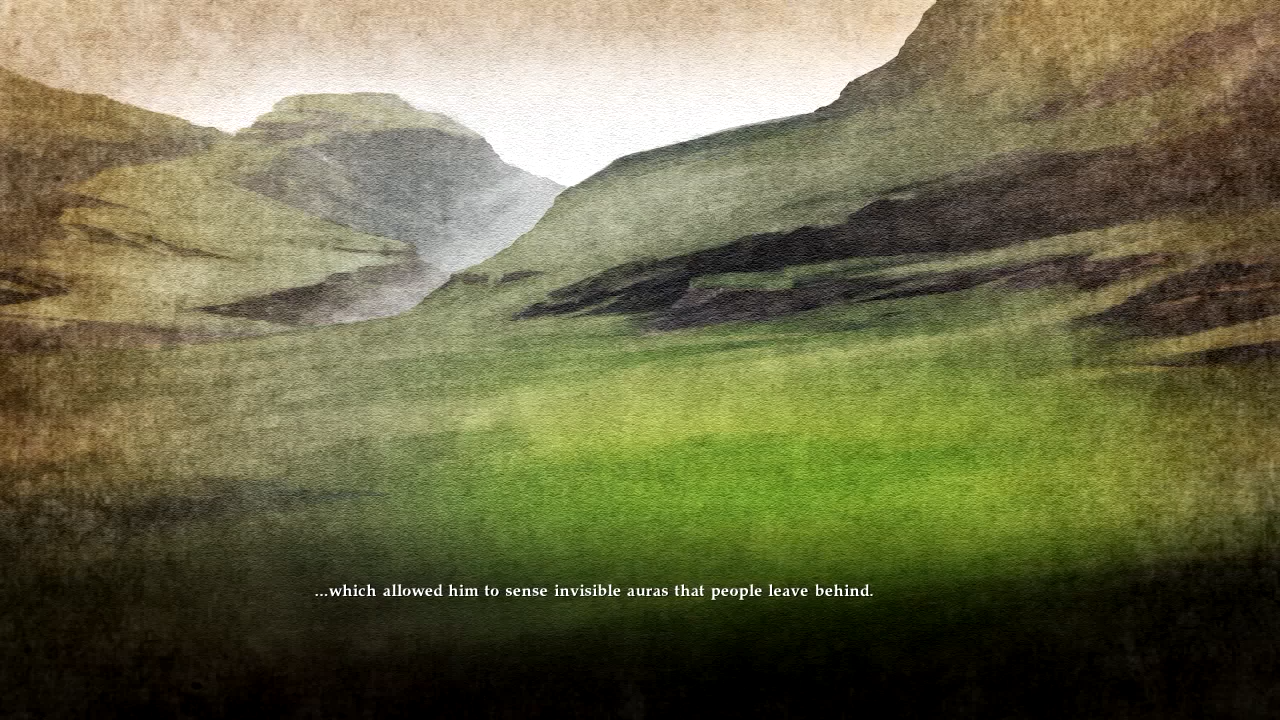 ...which allowed him to sense invisible auras that people leave behind.